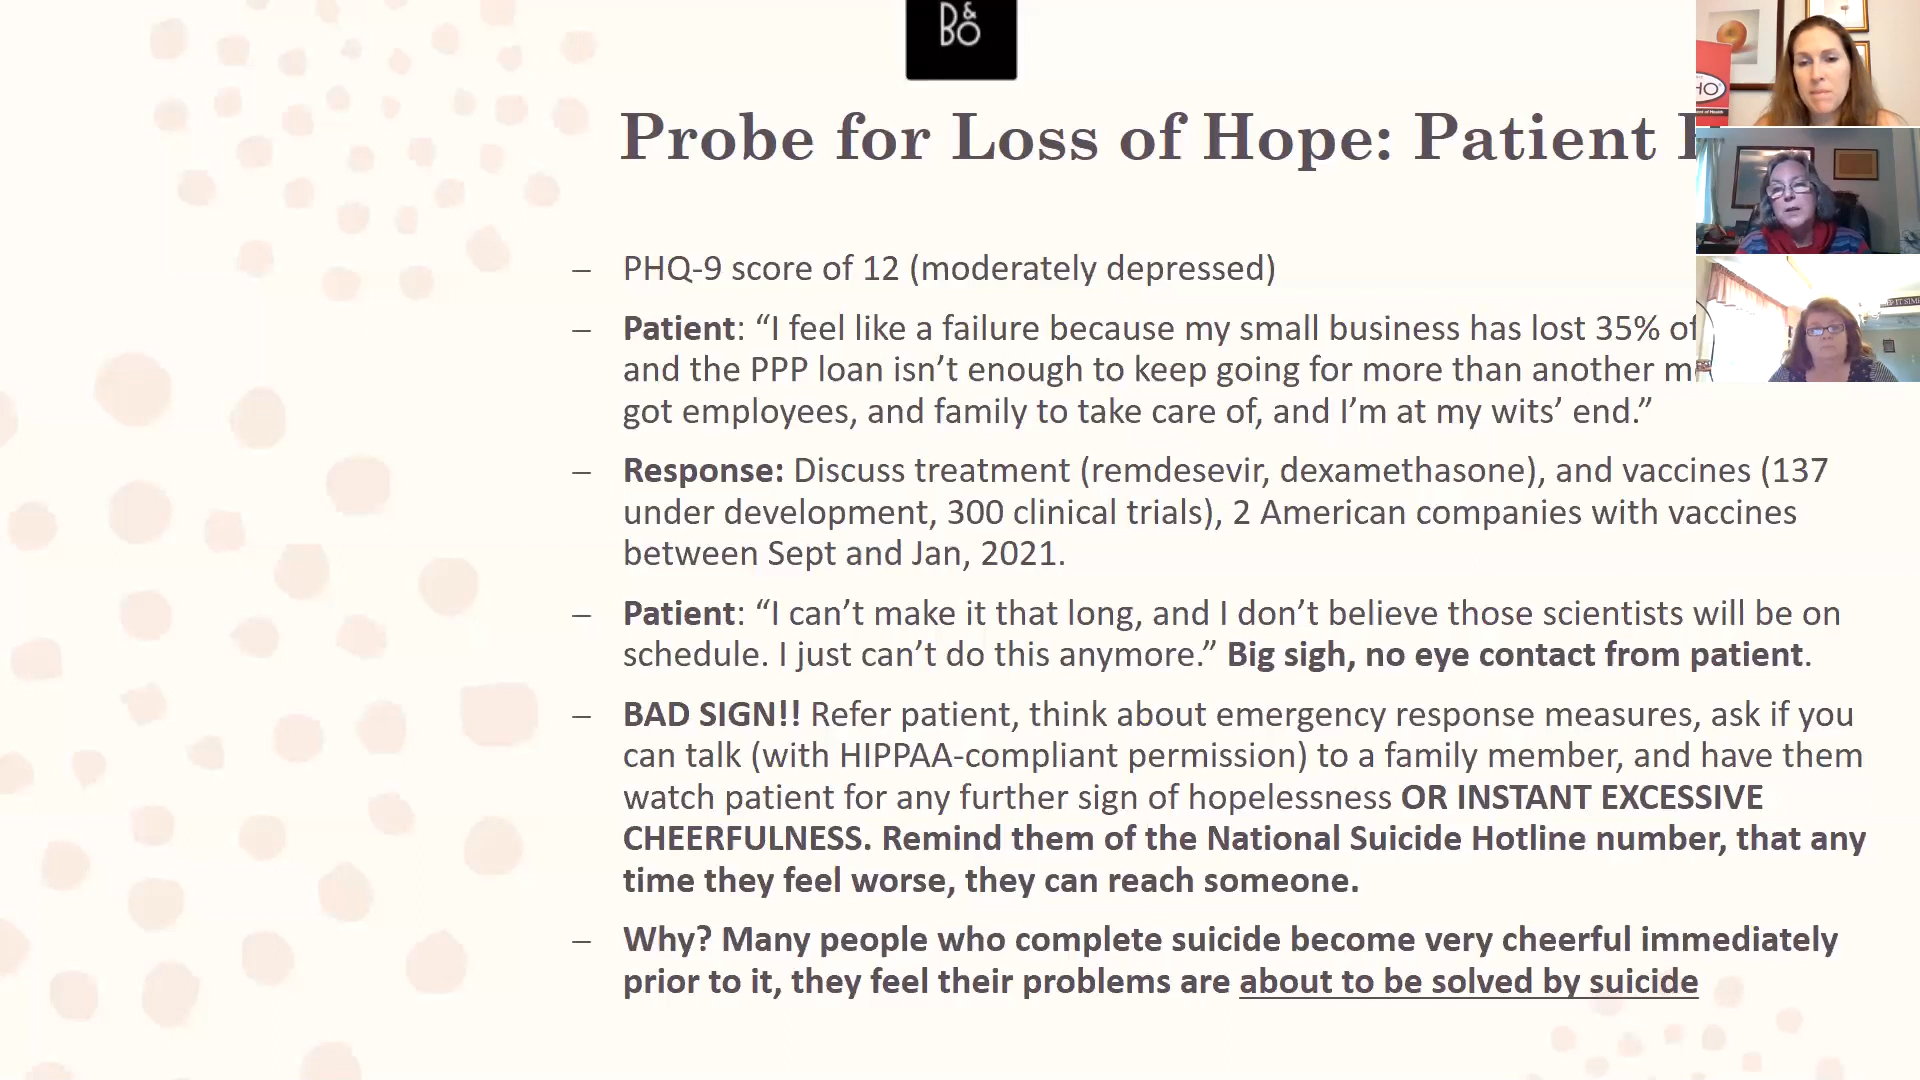 B&O
Probe for Loss of Hope: Patient
HO
– PHQ-9 score of 12 (moderately depressed)
– Patient: “I feel like a failure because my small business has lost 35% of
and the PPP loan isn’t enough to keep going for more than another
got employees, and family to take care of, and I’m at my wits’ end.”
– Response: Discuss treatment (remdesevir, dexamethasone), and vaccines (137
under development, 300 clinical trials), 2 American companies with vaccines
between Sept and Jan, 2021.
– Patient: “I can’t make it that long, and I don’t believe those scientists will be on
schedule. I just can’t do this anymore.” Big sigh, no eye contact from patient.
– BAD SIGN!! Refer patient, think about emergency response measures, ask if you
can talk (with HIPPAA-compliant permission) to a family member, and have them
watch patient for any further sign of hopelessness OR INSTANT EXCESSIVE
CHEERFULNESS. Remind them of the National Suicide Hotline number, that any
time they feel worse, they can reach someone.
– Why? Many people who complete suicide become very cheerful immediately
prior to it, they feel their problems are about to be solved by suicide